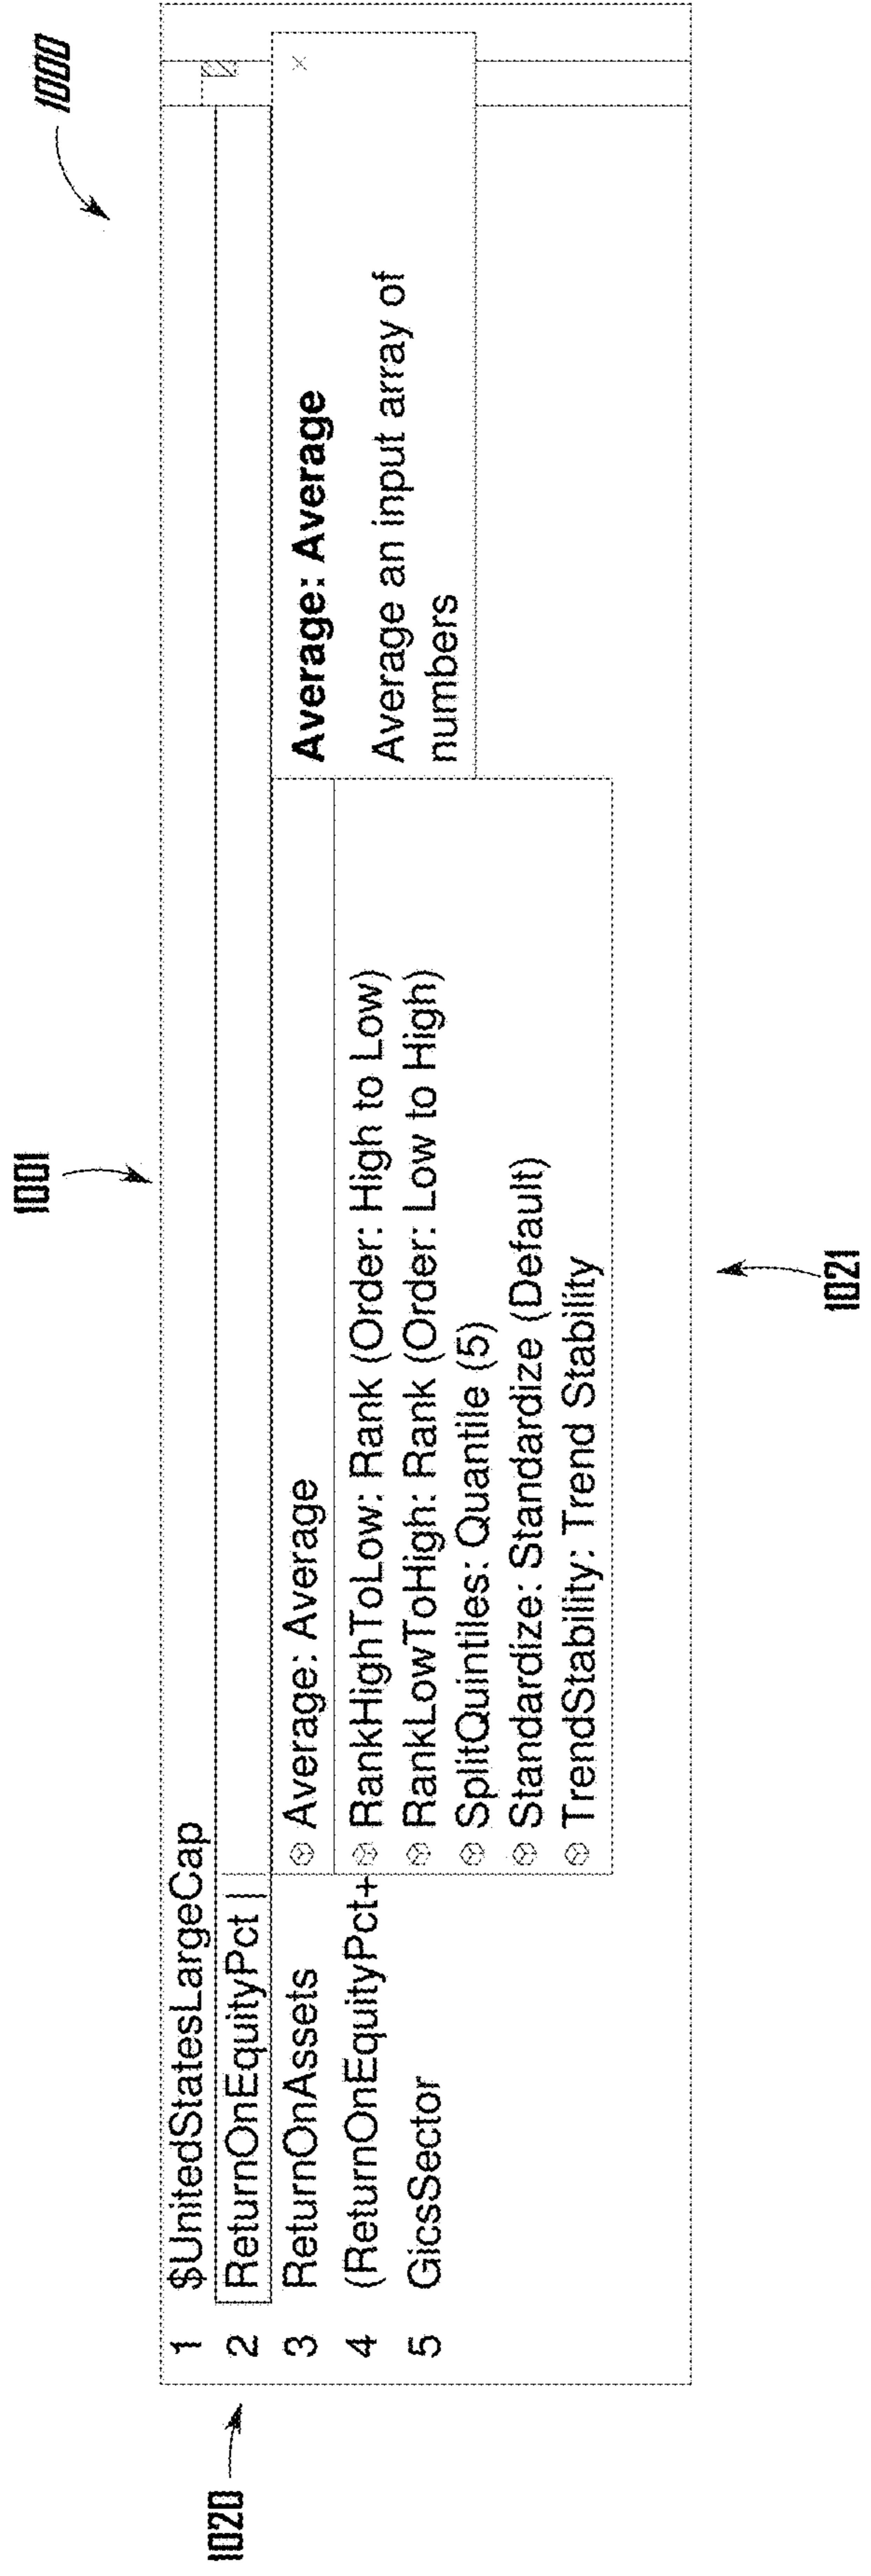 1000
1001
1 $UnitedStatesLargeCap
2 ReturnOnEquityPct |
3 ReturnOnAssets
4 (ReturnOnEquityPct+
5 GicsSector
Average: Average
RankHighToLow: Rank (Order: High to Low)
RankLowToHigh: Rank (Order: Low to High)
SplitQuintiles: Quantile (5)
Standardize: Standardize (Default)
TrendStability: Trend Stability
Average: Average
×
Average an input array of
numbers
1020
1021